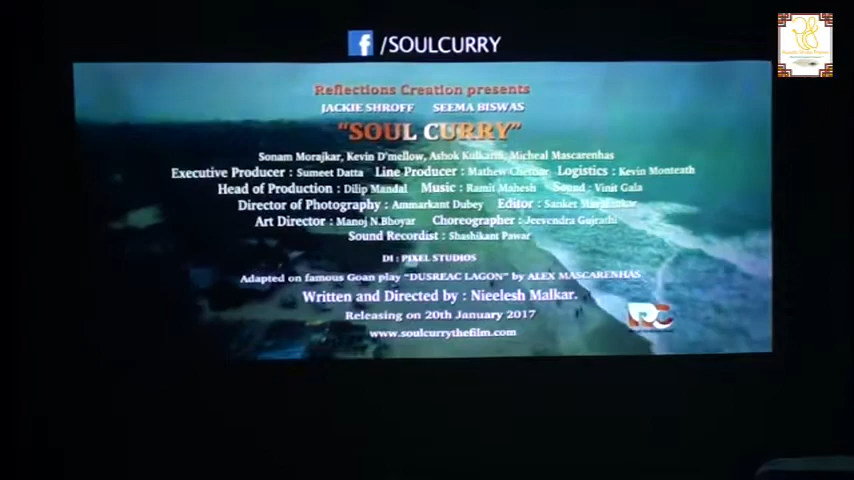 f /SOULCURRY
Reflections Creation presents
JACKIE SHROFF SEEMA BISWAS
"SOUL CURRY"
Sonam Morajkar, Kevin D'mellow, Ashok Kulkarni, Micheal Mascarenhas
Executive Producer : Sumeet Datta Line Producer : Mathew Chettiar Logistics : Kevin Monteath
Head of Production : Dilip Mandal Music : Ramit Mahesh Sound : Vinit Gala
Director of Photography : Ammarkant Dubey Editor : Sanket
Art Director : Manoj N.Bhoyar Choreographer : Jeevendra Gujrathi
Sound Recordist : Shashikant Pawar
DI : PIXEL STUDIOS
Adapted on famous Goan play "DUSREAC LAGON" by ALEX MASCARENHAS
Written and Directed by : Nieelesh Malkar.
Releasing on 20th January 2017
www.soulcurrythefilm.com
RC